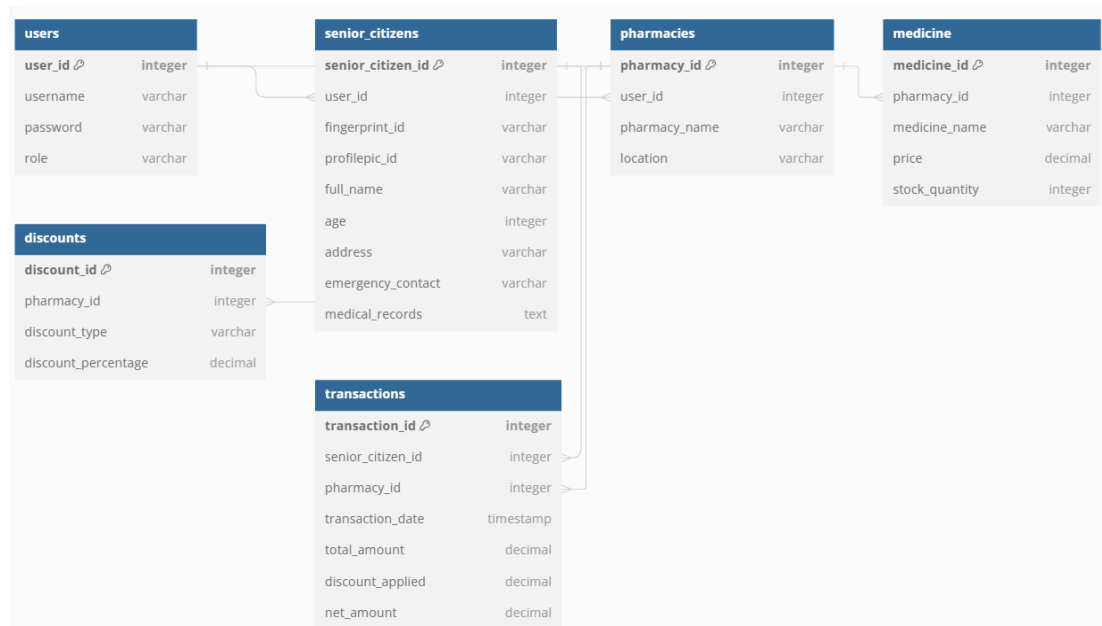 users
user_id integer
username varchar
password varchar
role varchar
senior_citizens
senior_citizen_id integer
user_id integer
fingerprint_id varchar
profilepic_id varchar
full_name varchar
age integer
address varchar
emergency_contact varchar
medical_records text
pharmacies
pharmacy_id integer
user_id integer
pharmacy_name varchar
location varchar
medicine
medicine_id integer
pharmacy_id integer
medicine_name varchar
price decimal
stock_quantity integer
discounts
discount_id integer
pharmacy_id integer
discount_type varchar
discount_percentage decimal
transactions
transaction_id integer
senior_citizen_id integer
pharmacy_id integer
transaction_date timestamp
total_amount decimal
discount_applied decimal
net_amount decimal